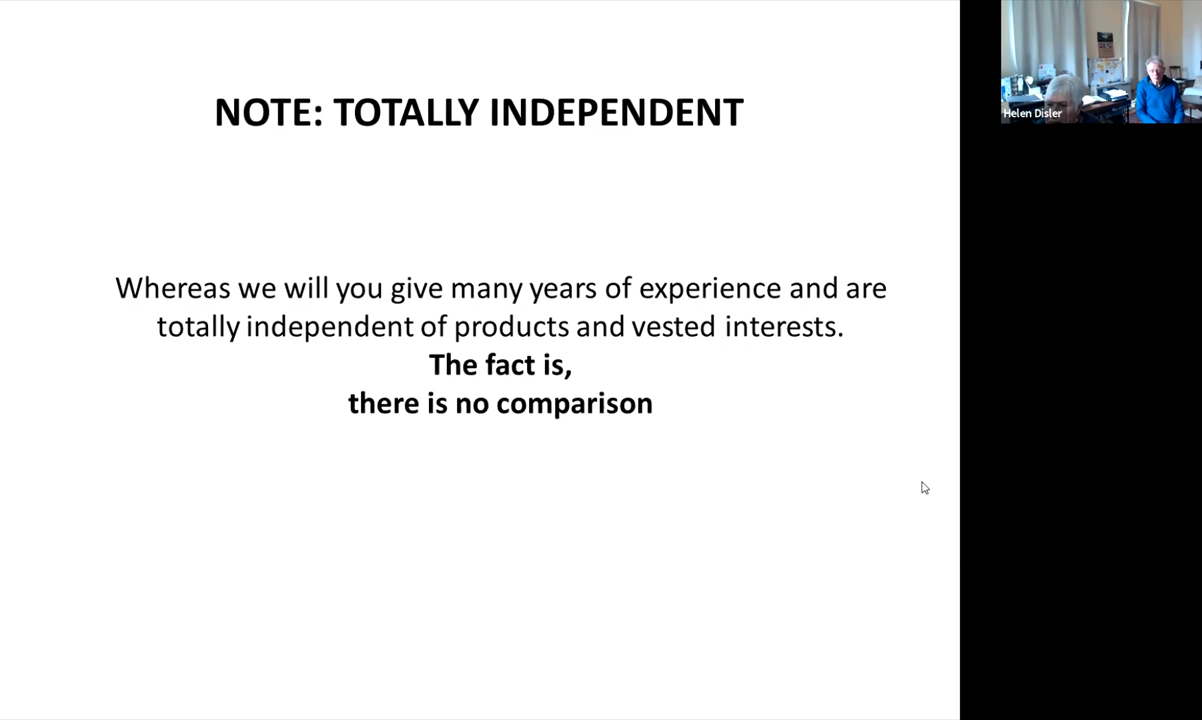 NOTE: TOTALLY INDEPENDENT
Whereas we will you give many years of experience and are
totally independent of products and vested interests.
The fact is,
there is no comparison
Helen Disler